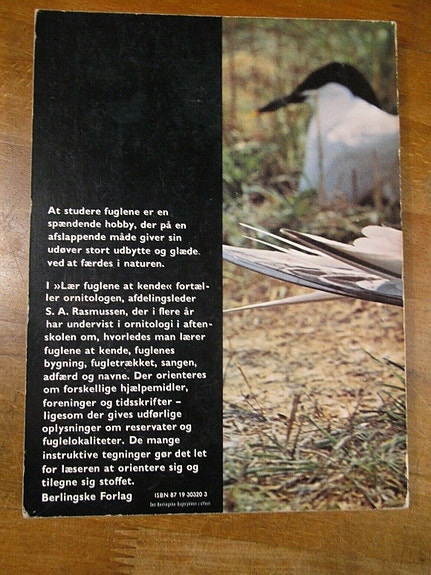 At studere fuglene er en
spændende hobby, der på en
afslappende måde giver sin
udøver stort udbytte og glæde
ved at færdes i naturen.
I »Lær fuglene at kende« fortæl-
ler ornitologen, afdelingsleder
S. A. Rasmussen, der i flere år
har undervist i ornitologi i aften-
skolen om, hvorledes man lærer
fuglene at kende, fuglenes
bygning, fugletrækket, sangen,
adfærd og navne. Der orienteres
om forskellige hjælpemidler,
foreninger og tidsskrifter –
ligesom der gives udførlige
oplysninger om reservater og
fuglelokaliteter. De mange
instruktive tegninger gør det let
for læseren at orientere sig og
tilegne sig stoffet.
Berlingske Forlag ISBN 87 19 30320 3
Det Berlingske Bogtrykkeri